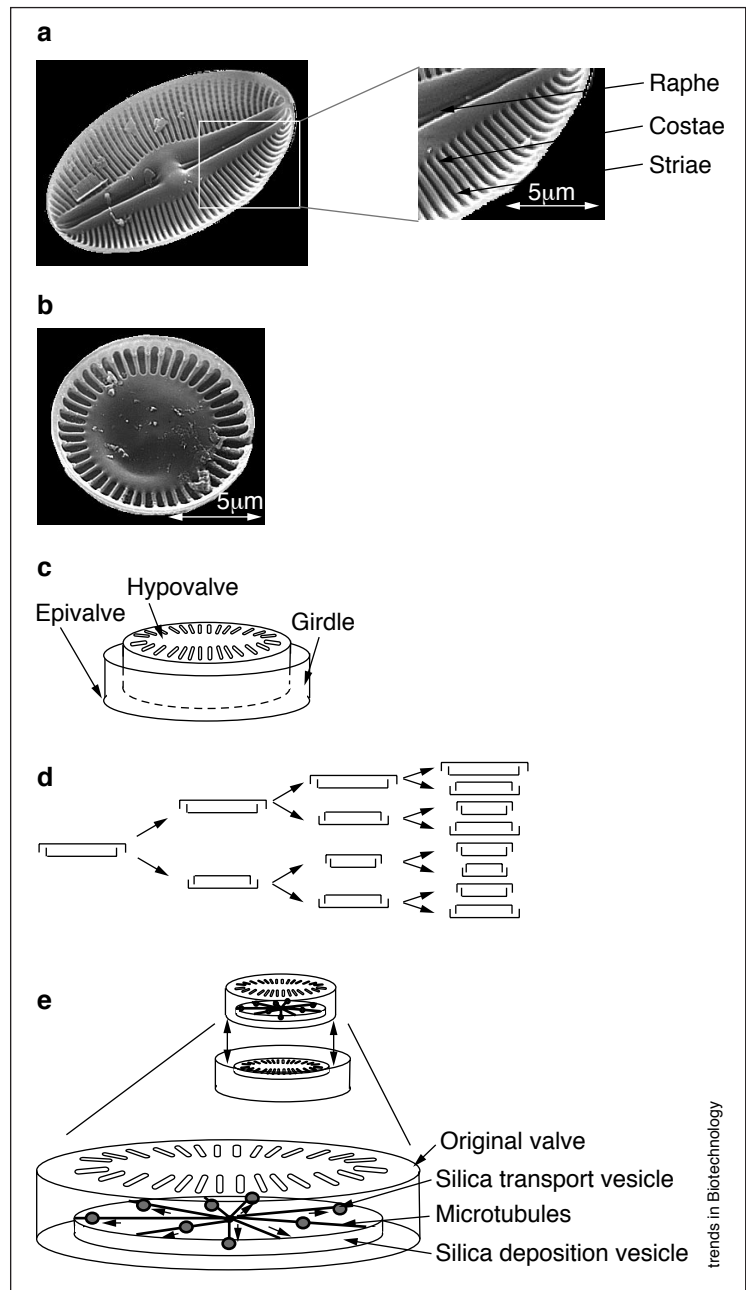 a
Raphe
Costae
Striae
5μm
b
5μm
c
Hypovalve
Epivalve
Girdle
d
e
Original valve
Silica transport vesicle
Microtubules
Silica deposition vesicle
trends in Biotechnology